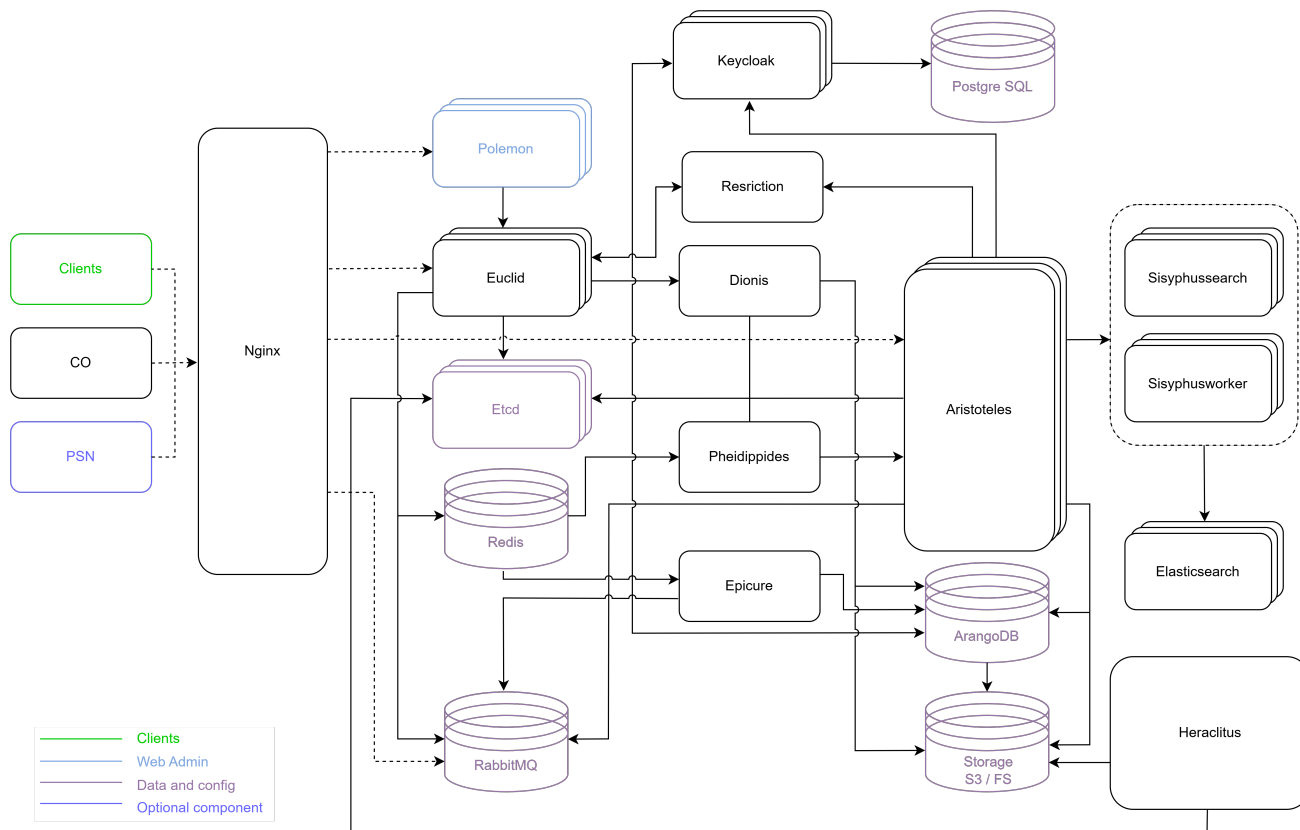 Keycloak
Postgre SQL
Polemon
Resriction
Clients
Euclid
Dionis
Sisyphussearch
Nginx
CO
Sisyphusworker
Etcd
Aristoteles
PSN
Pheidippides
Redis
Elasticsearch
Epicure
ArangoDB
Heraclitus
RabbitMQ
Storage
S3 / FS
Clients
Web Admin
Data and config
Optional component